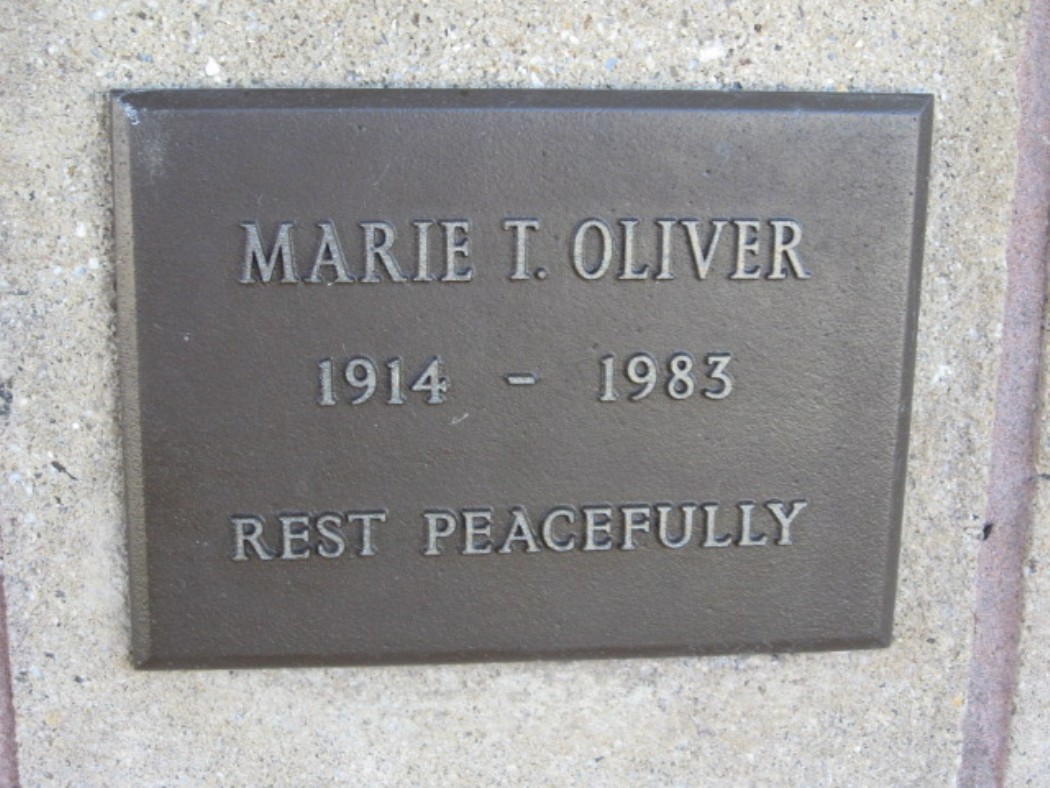 MARIE T. OLIVER
1914 - 1983
REST PEACEFULLY